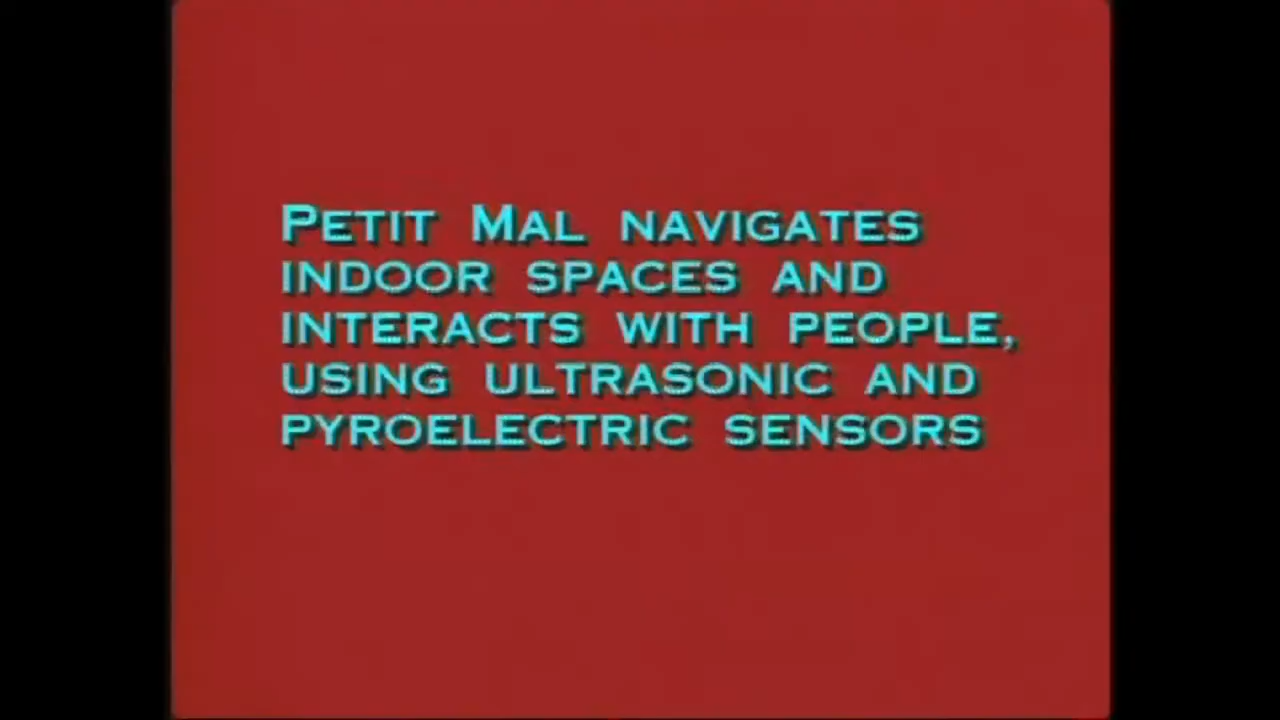 Petit Mal navigates
indoor spaces and
interacts with people,
using ultrasonic and
pyroelectric sensors